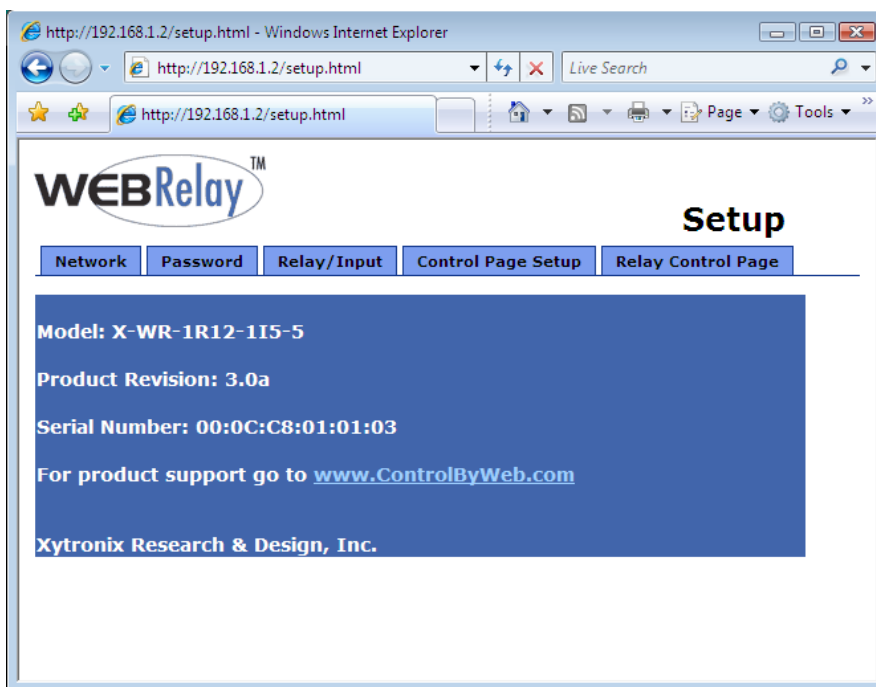 http://192.168.1.2/setup.html - Windows Internet Explorer
http://192.168.1.2/setup.html
Live Search
http://192.168.1.2/setup.html
Page
Tools
WEBRelay™
Setup
Network
Password
Relay/Input
Control Page Setup
Relay Control Page
Model: X-WR-1R12-1I5-5
Product Revision: 3.0a
Serial Number: 00:0C:C8:01:01:03
For product support go to www.ControlByWeb.com
Xytronix Research & Design, Inc.